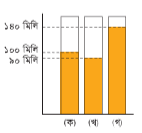 ১৪০ মিলি
১০০ মিলি
৯০ মিলি
(ক) (খ) (গ)